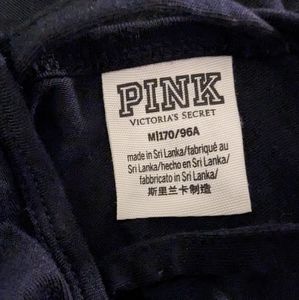 PINK
VICTORIA'S SECRET
M|170/96A
made in Sri Lanka/fabriqué au
Sri Lanka/hecho en Sri Lanka/
fabbricato in Sri Lanka/
斯里兰卡制造